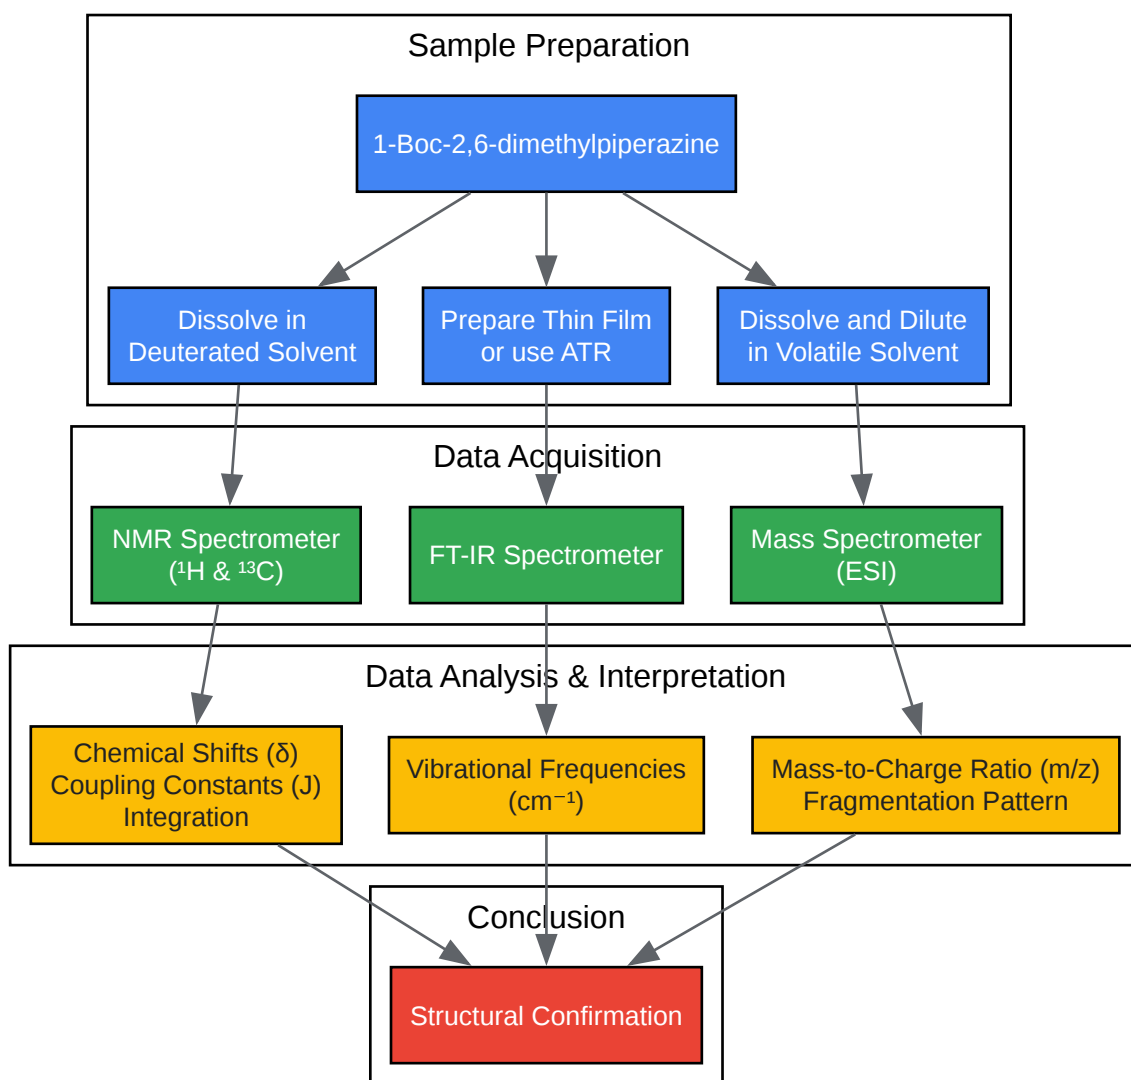 Sample Preparation
1-Boc-2,6-dimethylpiperazine
Dissolve in
Deuterated Solvent
Prepare Thin Film
or use ATR
Dissolve and Dilute
in Volatile Solvent
Data Acquisition
NMR Spectrometer
(¹H & ¹³C)
FT-IR Spectrometer
Mass Spectrometer
(ESI)
Data Analysis & Interpretation
Chemical Shifts (δ)
Coupling Constants (J)
Integration
Vibrational Frequencies
(cm⁻¹)
Mass-to-Charge Ratio (m/z)
Fragmentation Pattern
Conclusion
Structural Confirmation